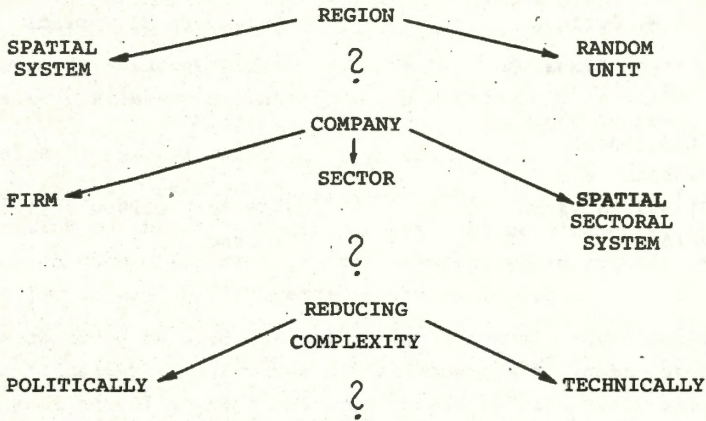 REGION
SPATIAL
SYSTEM
?
RANDOM
UNIT
COMPANY
SECTOR
FIRM
SPATIAL
SECTORAL
SYSTEM
?
REDUCING
COMPLEXITY
POLITICALLY
?
TECHNICALLY